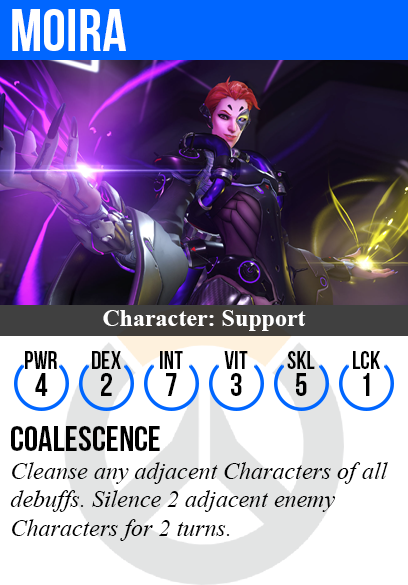 MOIRA
Character: Support
PWR DEX INT VIT SKL LCK
4 2 7 3 5 1
COALESCENCE
Cleanse any adjacent Characters of all
debuffs. Silence 2 adjacent enemy
Characters for 2 turns.